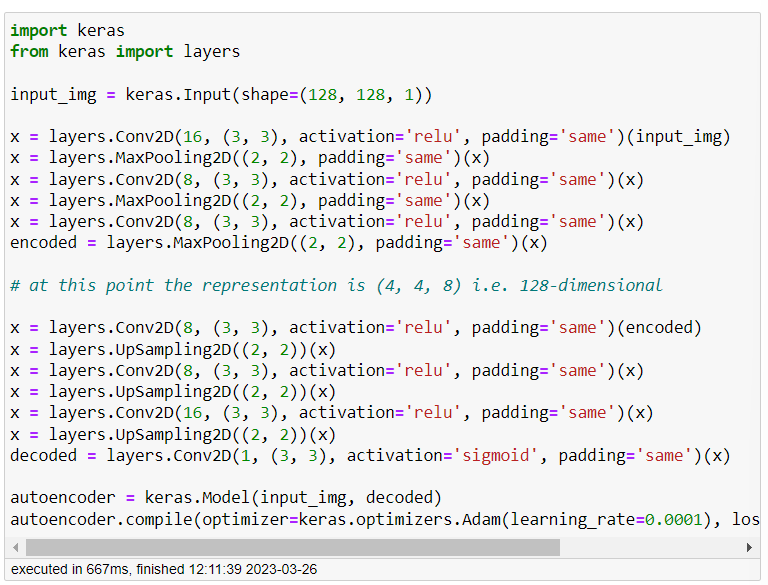 import keras
from keras import layers
input_img = keras.Input(shape=(128, 128, 1))
x = layers.Conv2D(16, (3, 3), activation='relu', padding='same')(input_img)
x = layers.MaxPooling2D((2, 2), padding='same')(x)
x = layers.Conv2D(8, (3, 3), activation='relu', padding='same')(x)
x = layers.MaxPooling2D((2, 2), padding='same')(x)
x = layers.Conv2D(8, (3, 3), activation='relu', padding='same')(x)
encoded = layers.MaxPooling2D((2, 2), padding='same')(x)
# at this point the representation is (4, 4, 8) i.e. 128-dimensional
x = layers.Conv2D(8, (3, 3), activation='relu', padding='same')(encoded)
x = layers.UpSampling2D((2, 2))(x)
x = layers.Conv2D(8, (3, 3), activation='relu', padding='same')(x)
x = layers.UpSampling2D((2, 2))(x)
x = layers.Conv2D(16, (3, 3), activation='relu', padding='same')(x)
x = layers.UpSampling2D((2, 2))(x)
decoded = layers.Conv2D(1, (3, 3), activation='sigmoid', padding='same')(x)
autoencoder = keras.Model(input_img, decoded)
autoencoder.compile(optimizer=keras.optimizers.Adam(learning_rate=0.0001), los
executed in 667ms, finished 12:11:39 2023-03-26